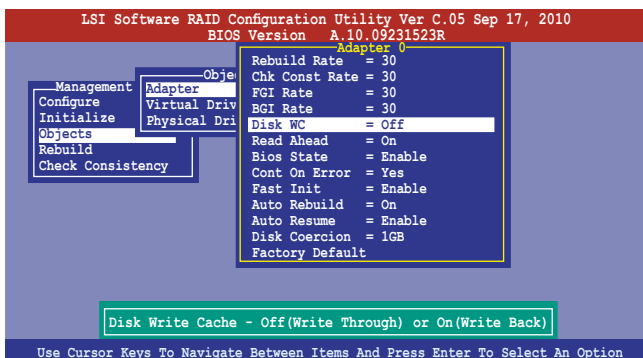 LSI Software RAID Configuration Utility Ver C.05 Sep 17, 2010
BIOS Version A.10.09231523R
Management
Configure
Initialize
Objects
Rebuild
Check Consistency
Obje
Adapter
Virtual Driv
Physical Dri
Adapter 0
Rebuild Rate = 30
Chk Const Rate = 30
FGI Rate = 30
BGI Rate = 30
Disk WC = Off
Read Ahead = On
Bios State = Enable
Cont On Error = Yes
Fast Init = Enable
Auto Rebuild = On
Auto Resume = Enable
Disk Coercion = 1GB
Factory Default
Disk Write Cache - Off(Write Through) or On(Write Back)
Use Cursor Keys To Navigate Between Items And Press Enter To Select An Option